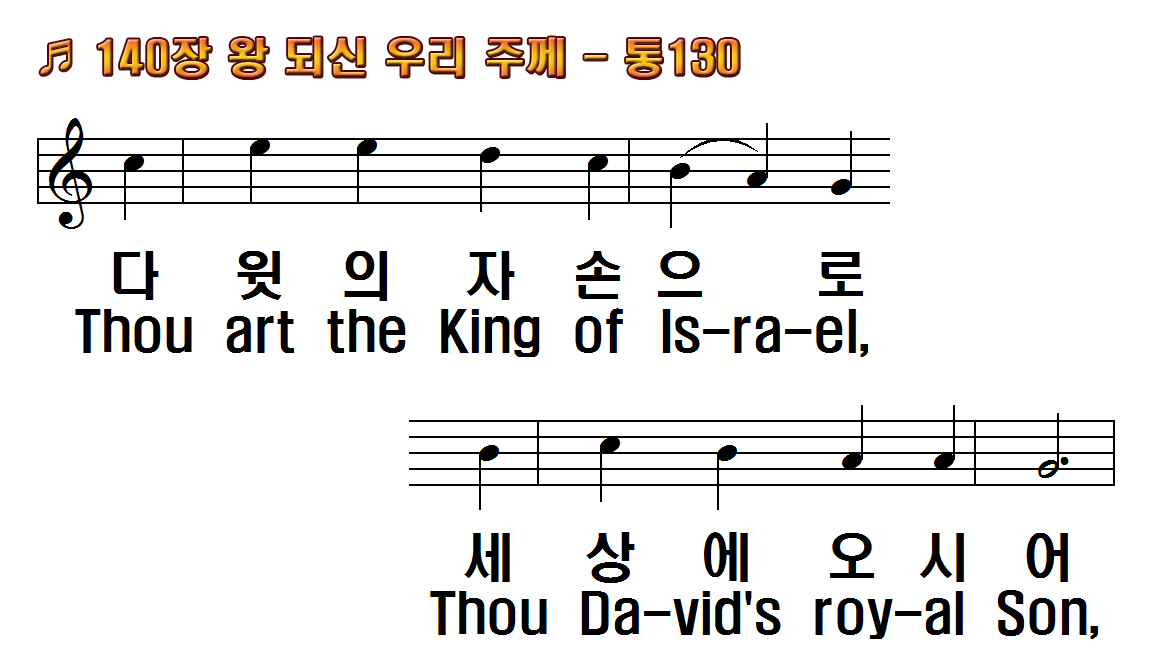 ♬ 140장 왕 되신 우리 주께 - 통130
다 윗 의 자 손 으 로
Thou art the King of Is-ra-el,
세 상 에 오 시 어
Thou Da-vid's roy-al Son,